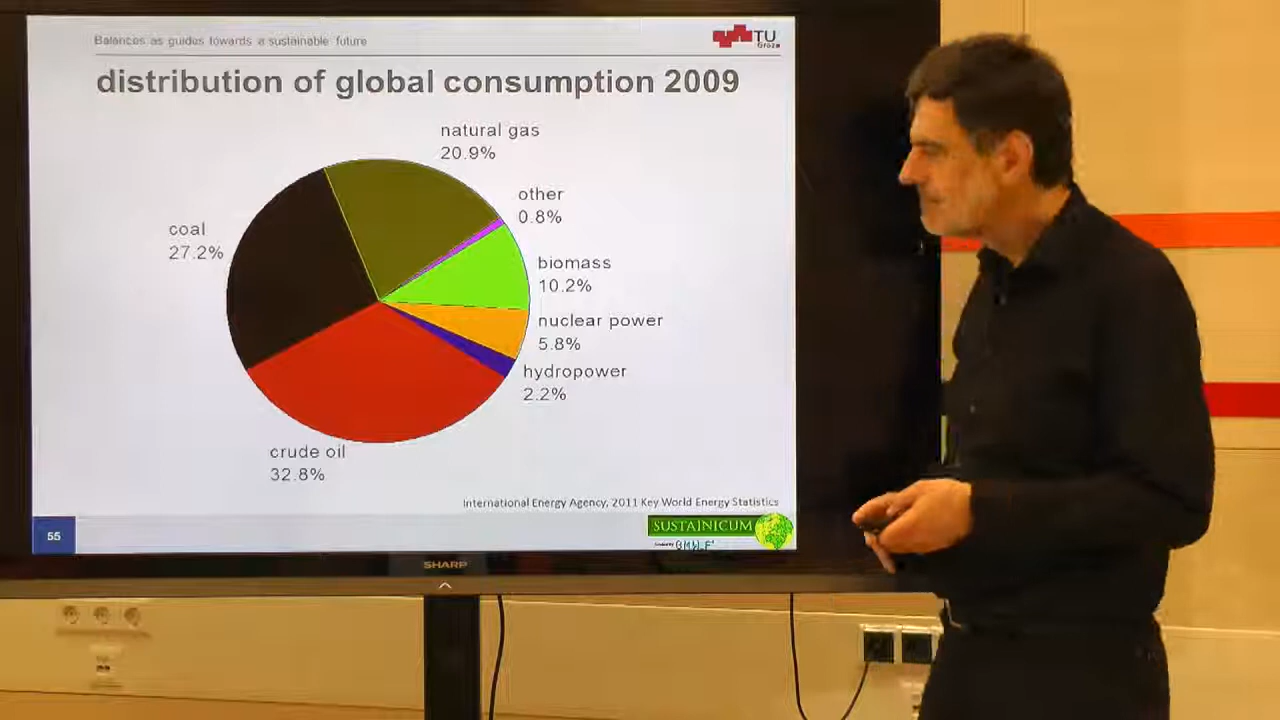 Balances as guides towards a sustainable future
TU
Graz
distribution of global consumption 2009
natural gas
20.9%
other
0.8%
coal
27.2%
biomass
10.2%
nuclear power
5.8%
hydropower
2.2%
crude oil
32.8%
International Energy Agency, 2011 Key World Energy Statistics
55
SUSTAINICUM
SHARP